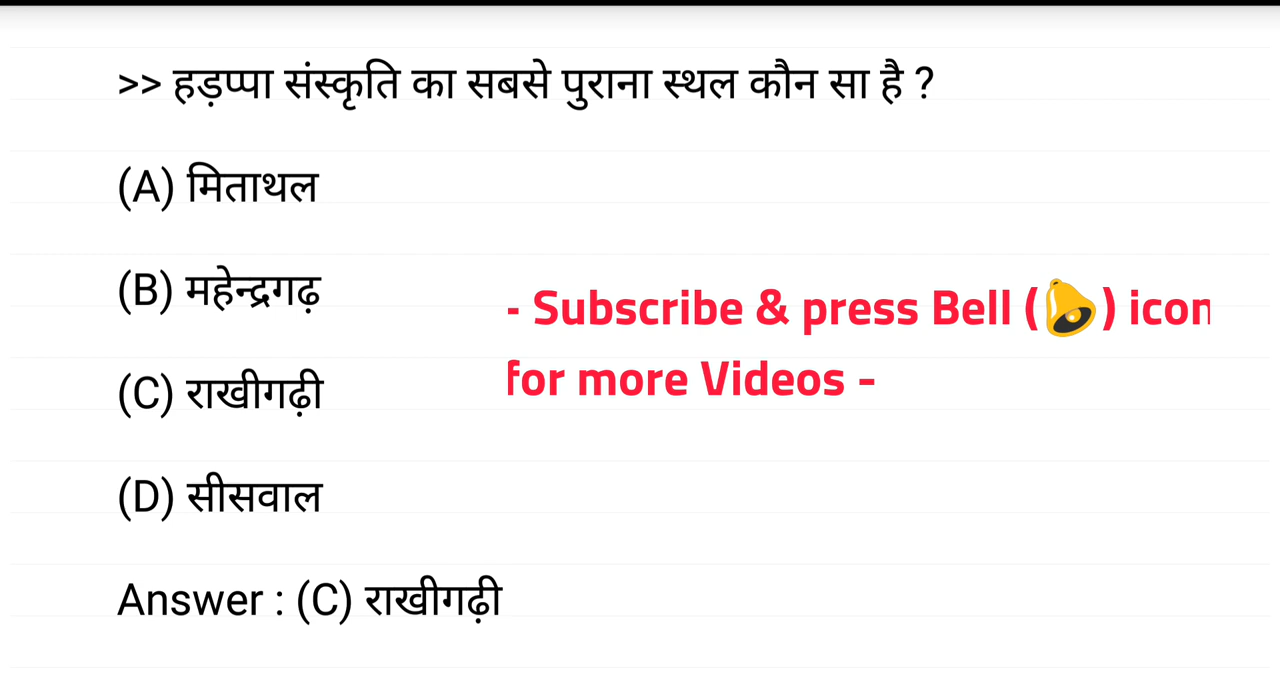 >> हड़प्पा संस्कृति का सबसे पुराना स्थल कौन सा है ?
(A) मिताथल
(B) महेन्द्रगढ़
(C) राखीगढ़ी
(D) सीसवाल
- Subscribe & press Bell (🔔) icon
for more Videos -
Answer : (C) राखीगढ़ी